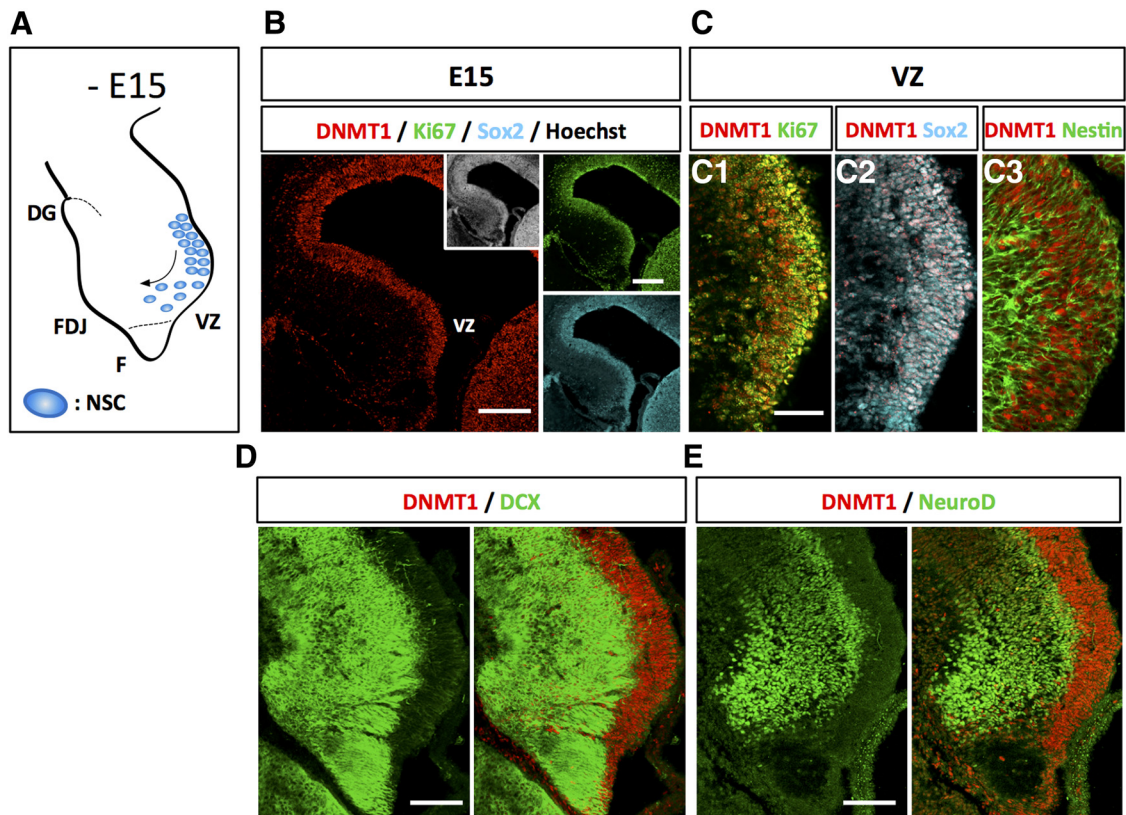 A
- E15
DG
FDJ
VZ
F
: NSC
B
E15
DNMT1 / Ki67 / Sox2 / Hoechst
VZ
C
VZ
DNMT1 Ki67
DNMT1 Sox2
DNMT1 Nestin
C1
C2
C3
D
DNMT1 / DCX
E
DNMT1 / NeuroD